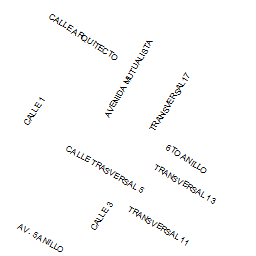 CALLE ARQUITECTO
AVENIDA MUTUALISTA
TRANSVERSAL 17
CALLE 1
6TO ANILLO
CALLE TRASVERSAL 5
TRANSVERSAL 13
CALLE 3
TRANSVERSAL 11
AV. 5 ANILLO